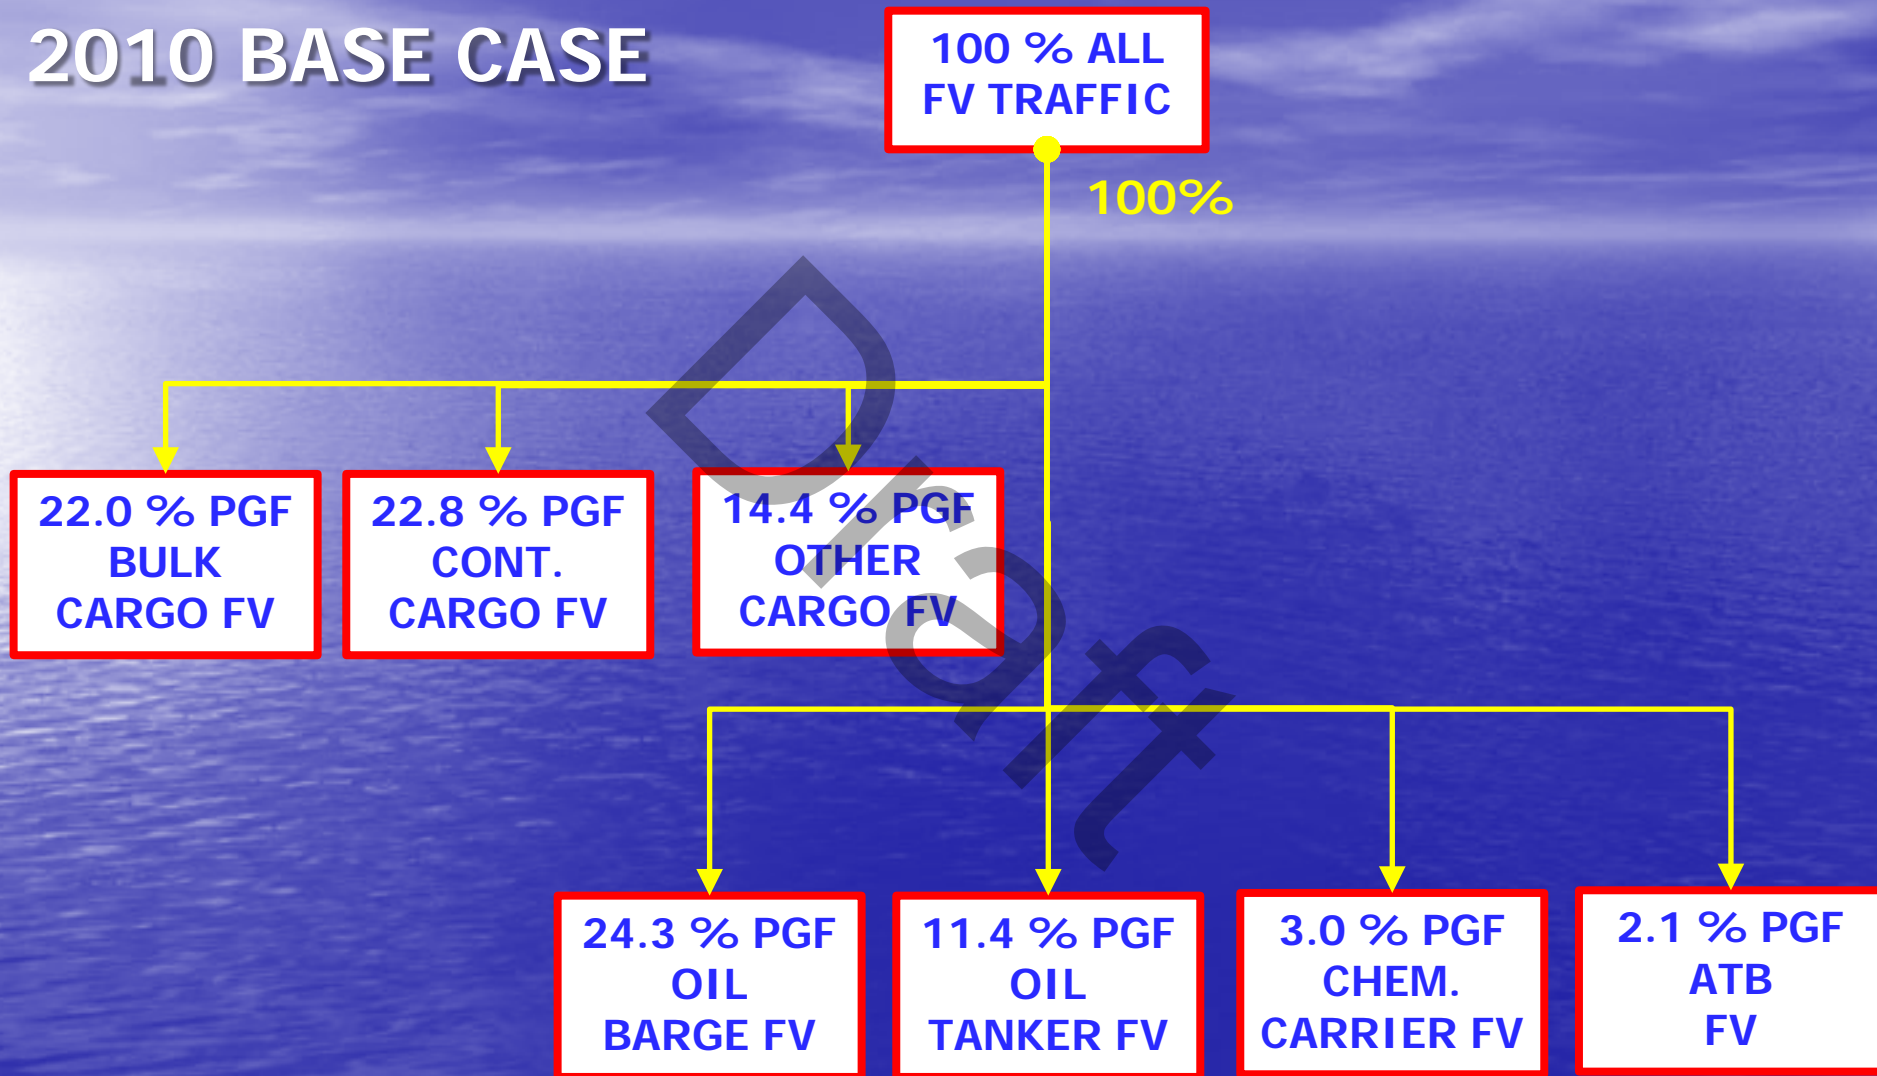 2010 BASE CASE
100 % ALL
FV TRAFFIC
100%
22.0 % PGF
BULK
CARGO FV
22.8 % PGF
CONT.
CARGO FV
14.4 % PGF
OTHER
CARGO FV
24.3 % PGF
OIL
BARGE FV
11.4 % PGF
OIL
TANKER FV
3.0 % PGF
CHEM.
CARRIER FV
2.1 % PGF
ATB
FV
Draft